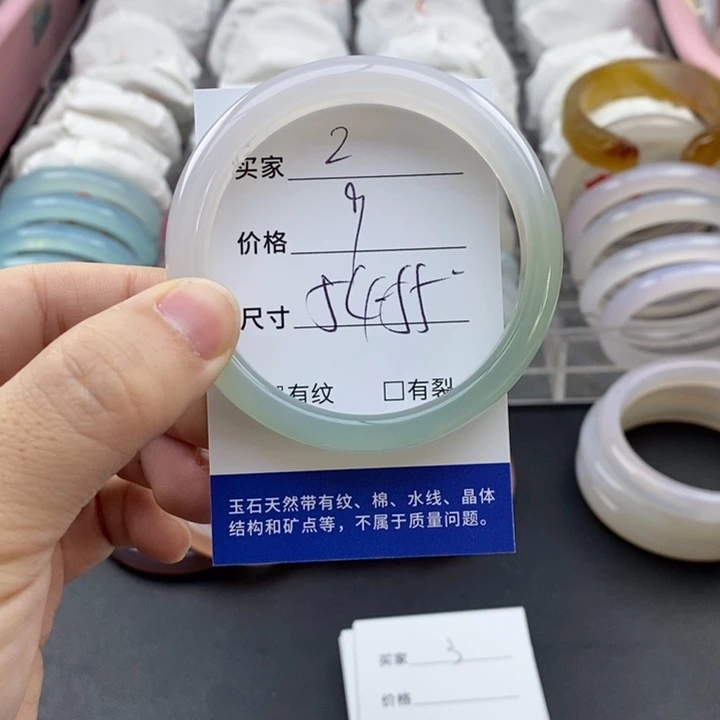 买家 2
价格
尺寸 54-55
有纹 □有裂
玉石天然带有纹、棉、水线、晶体
结构和矿点等，不属于质量问题。
买家 3
价格